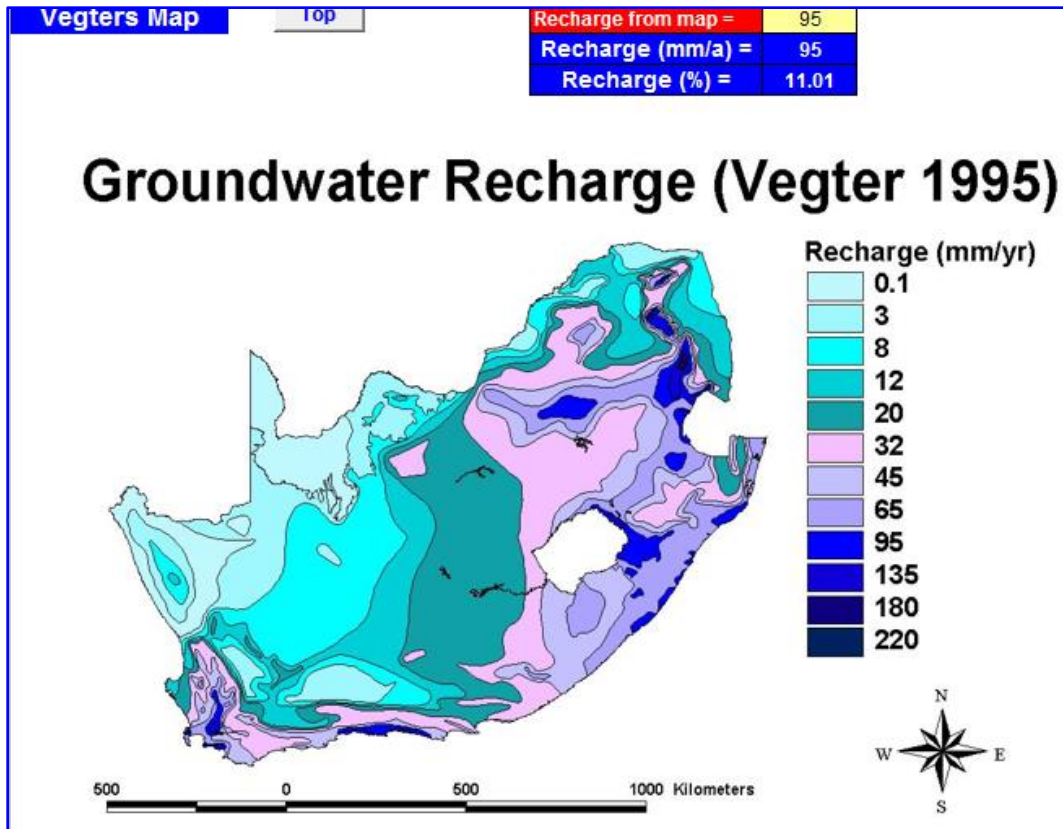 Vegters Map
Top
Recharge from map = 95
Recharge (mm/a) = 95
Recharge (%) = 11.01
Groundwater Recharge (Vegter 1995)
Recharge (mm/yr)
0.1
3
8
12
20
32
45
65
95
135
180
220
N
W E
S
500 0 500 1000 Kilometers